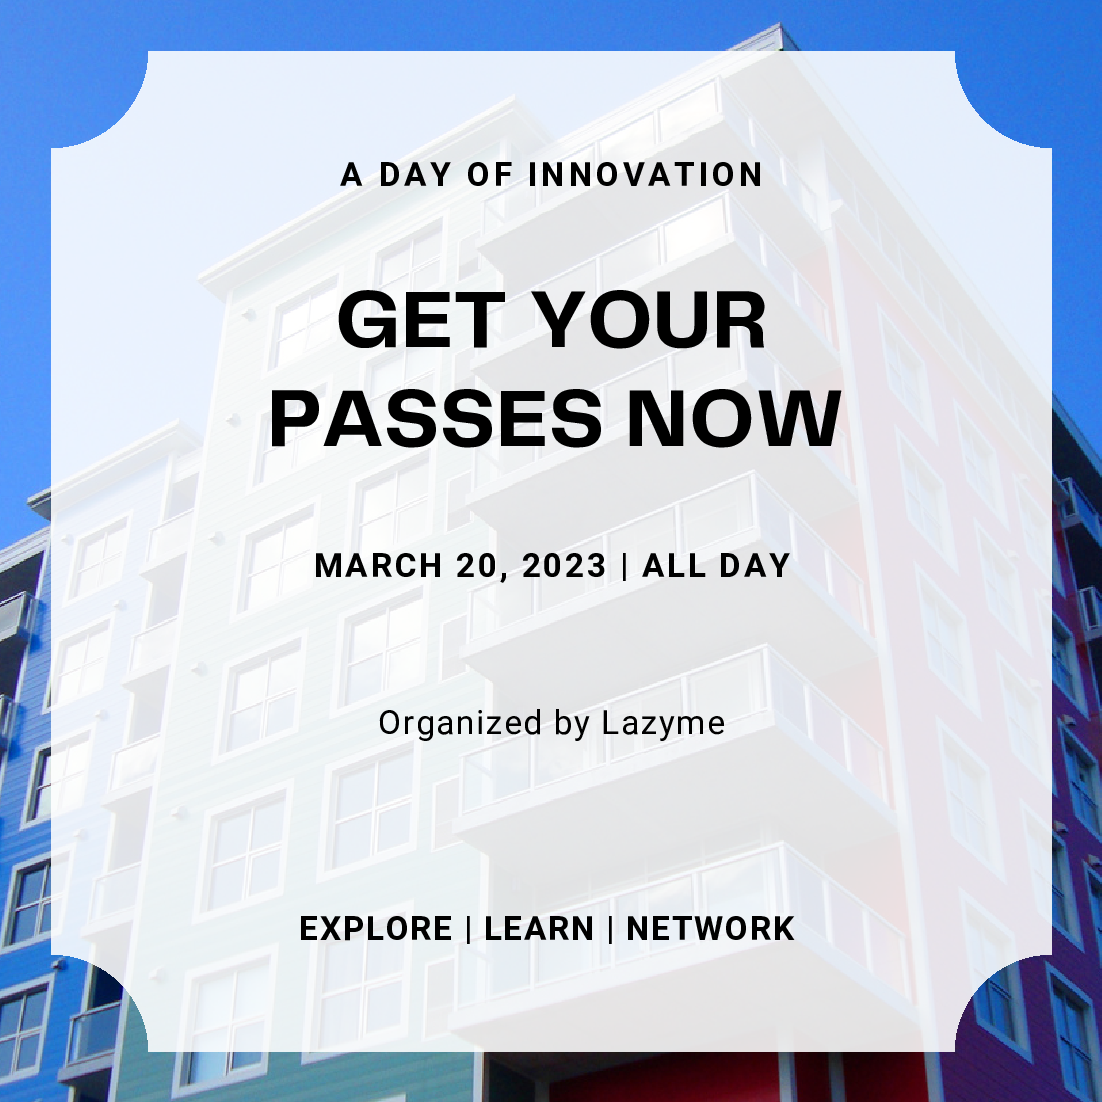 A DAY OF INNOVATION
GET YOUR
PASSES NOW
MARCH 20, 2023 | ALL DAY
Organized by Lazyme
EXPLORE | LEARN | NETWORK